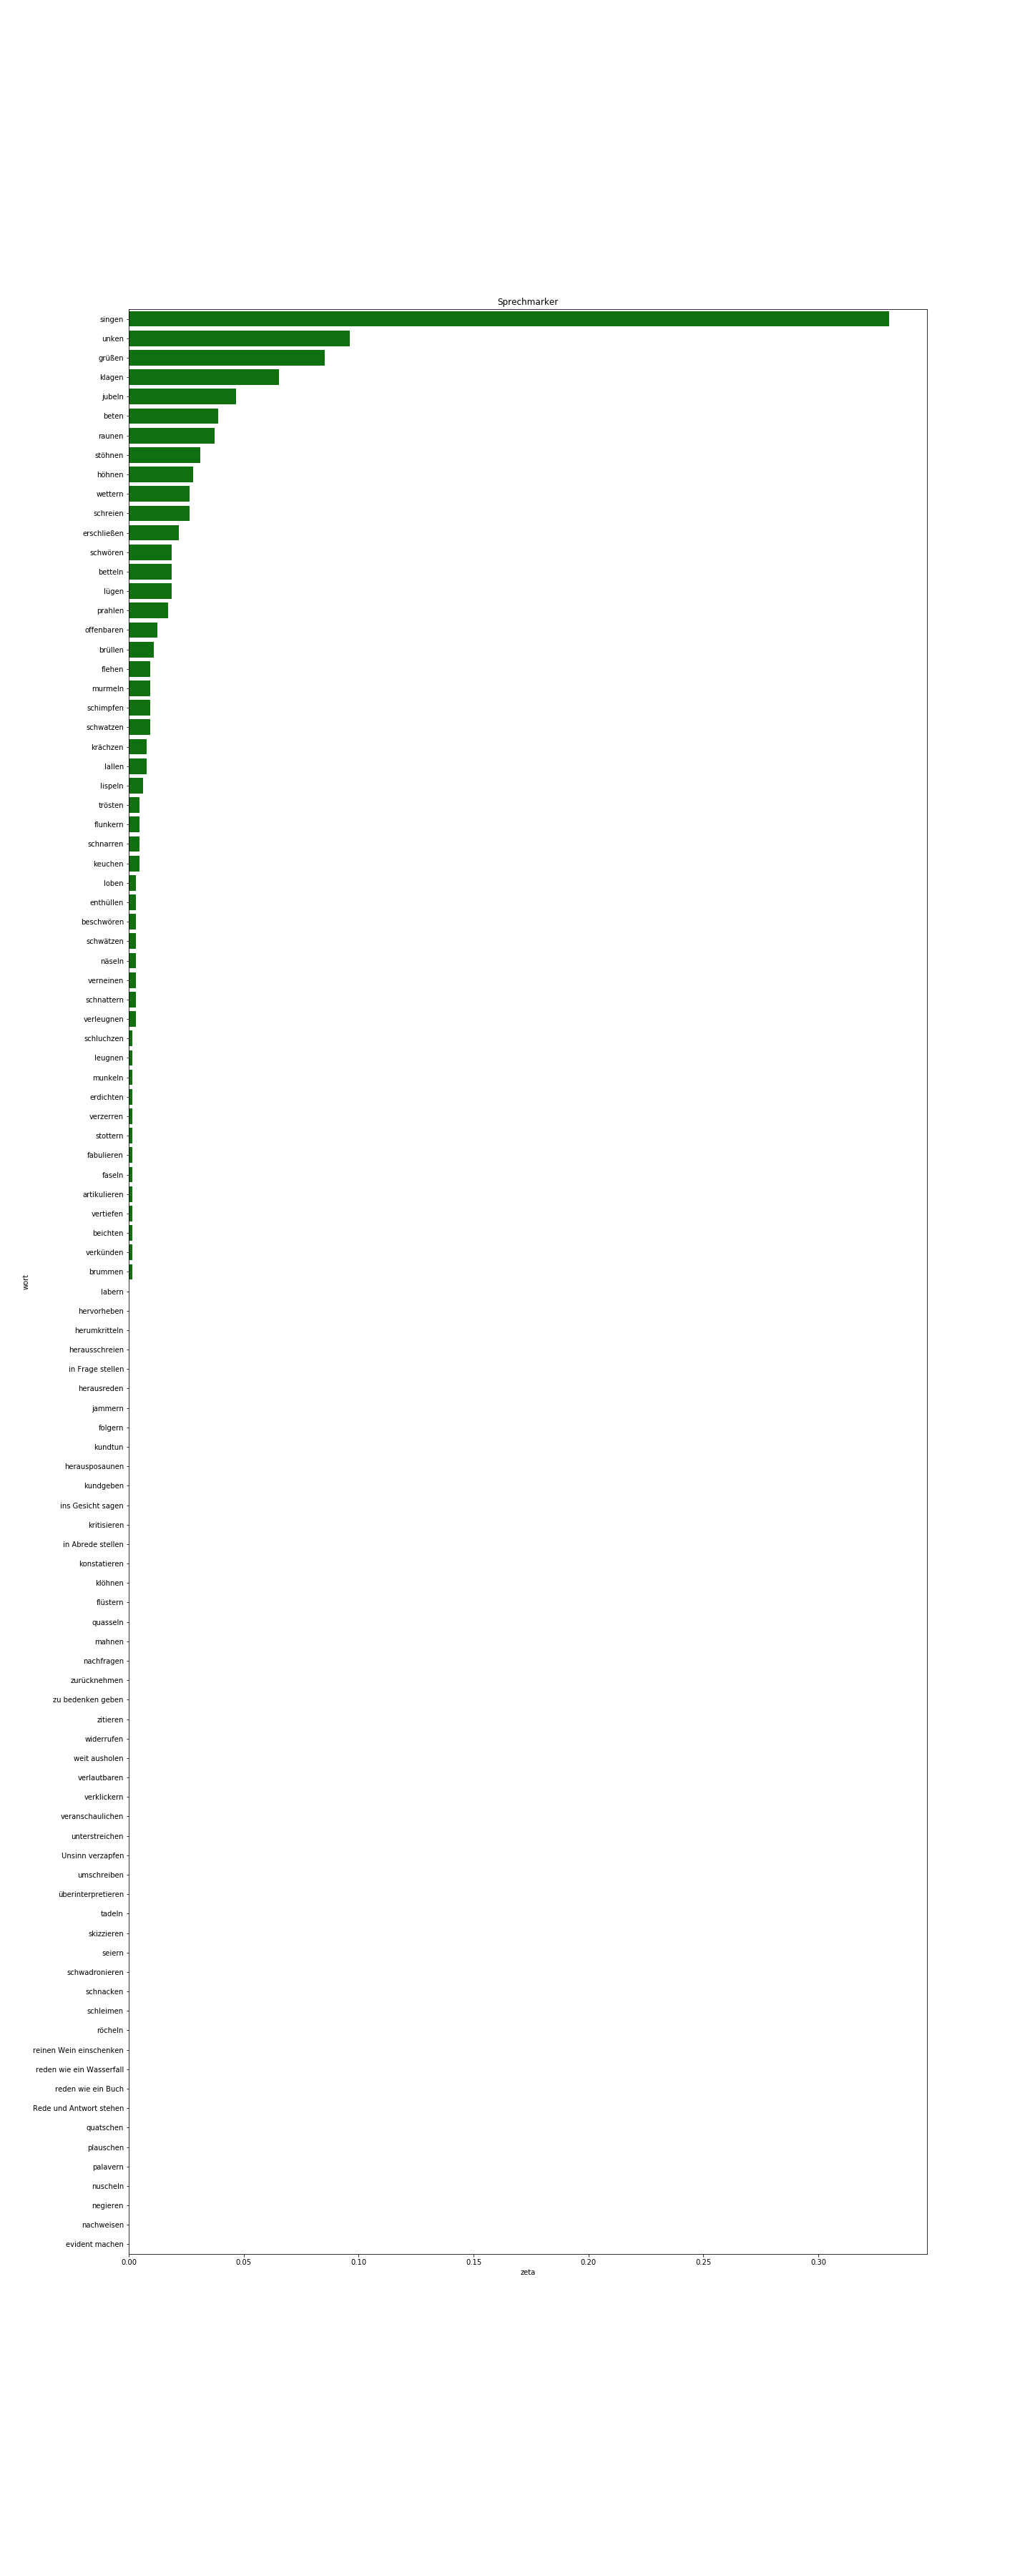 Sprechmarker
singen
unken
grüßen
klagen
jubeln
beten
raunen
stöhnen
höhnen
wettern
schreien
erschließen
schwören
betteln
lügen
prahlen
offenbaren
brüllen
flehen
murmeln
schimpfen
schwatzen
krächzen
lallen
lispeln
trösten
flunkern
schnarren
keuchen
loben
enthüllen
beschwören
schwätzen
näseln
verneinen
schnattern
verleugnen
schluchzen
leugnen
munkeln
erdichten
verzerren
stottern
fabulieren
faseln
artikulieren
vertiefen
beichten
verkünden
brummen
wort
labern
hervorheben
herumkritteln
herausschreien
in Frage stellen
herausreden
jammern
folgern
kundtun
herausposaunen
kundgeben
ins Gesicht sagen
kritisieren
in Abrede stellen
konstatieren
klöhnen
flüstern
quasseln
mahnen
nachfragen
zurücknehmen
zu bedenken geben
zitieren
widerrufen
weit ausholen
verlautbaren
verklickern
veranschaulichen
unterstreichen
Unsinn verzapfen
umschreiben
überinterpretieren
tadeln
skizzieren
seiern
schwadronieren
schnacken
schleimen
röcheln
reinen Wein einschenken
reden wie ein Wasserfall
reden wie ein Buch
Rede und Antwort stehen
quatschen
plauschen
palavern
nuscheln
negieren
nachweisen
evident machen
0.00 0.05 0.10 0.15 0.20 0.25 0.30
zeta